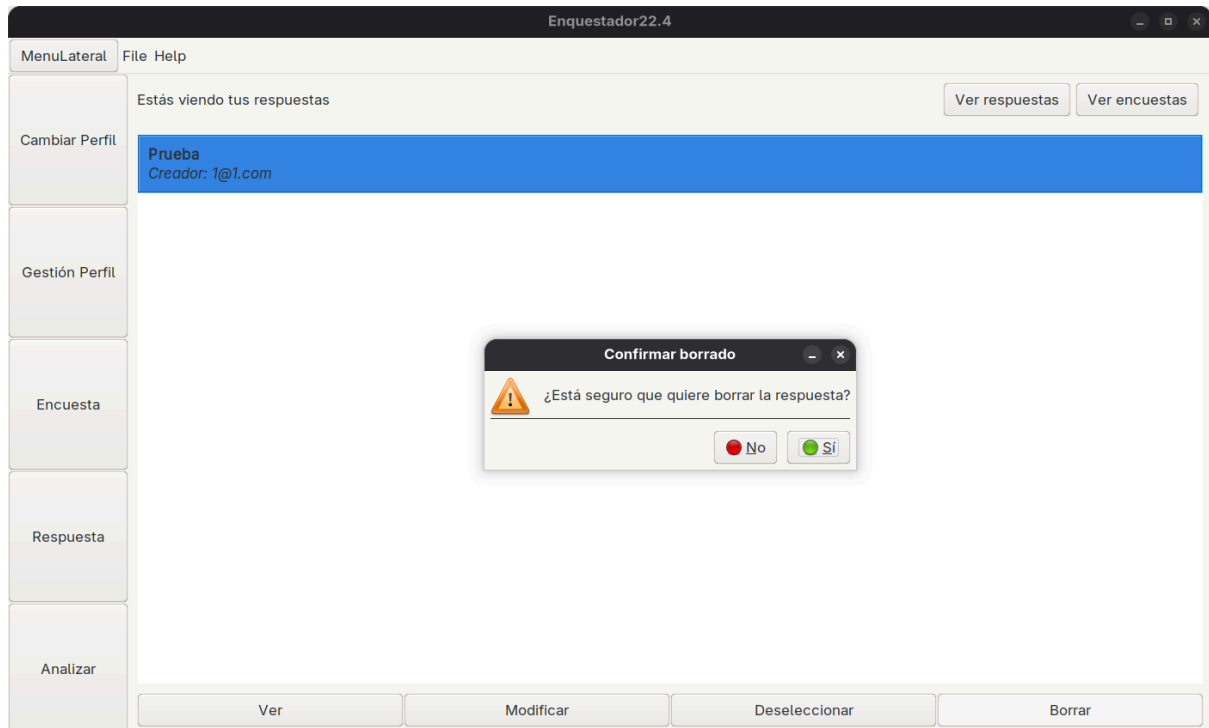 Enquestador22.4
MenuLateral File Help
Cambiar Perfil
Gestión Perfil
Encuesta
Respuesta
Analizar
Estás viendo tus respuestas
Ver respuestas
Ver encuestas
Prueba
Creador: 1@1.com
Confirmar borrado
¿Está seguro que quiere borrar la respuesta?
No
Sí
Ver
Modificar
Deseleccionar
Borrar